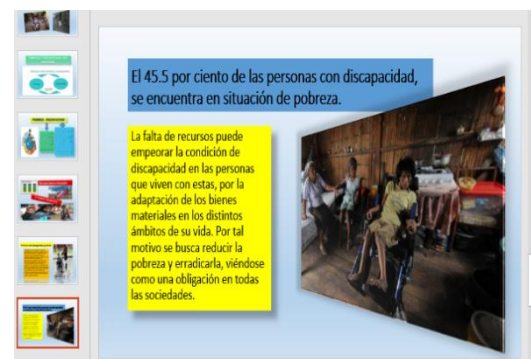 El 45.5 por ciento de las personas con discapacidad,
se encuentra en situación de pobreza.
La falta de recursos puede
empeorar la condición de
discapacidad en las personas
que viven con estas, por la
adaptación de los bienes
materiales en los distintos
ámbitos de su vida. Por tal
motivo se busca reducir la
pobreza y erradicarla, viéndose
como una obligación en todas
las sociedades.